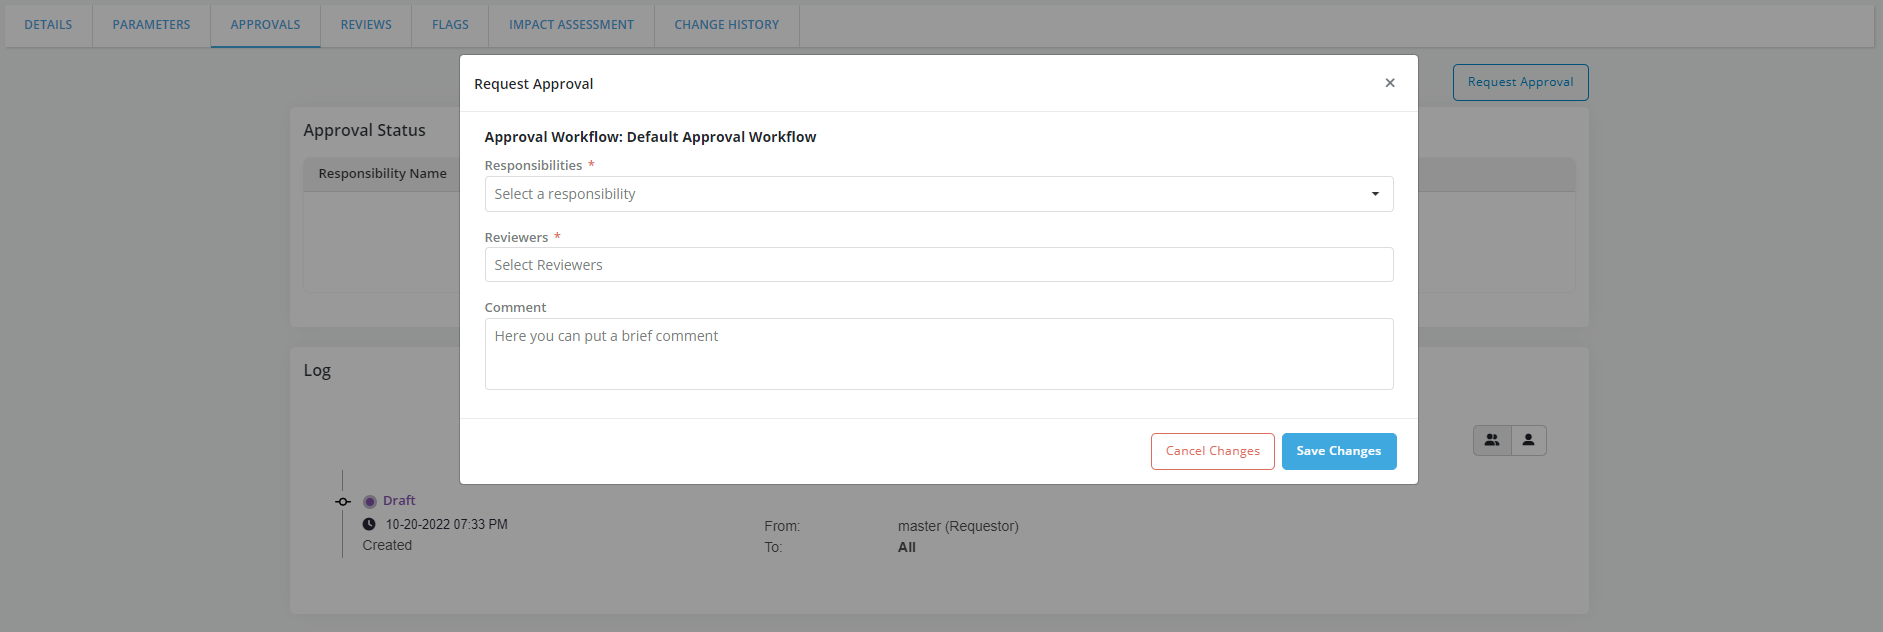 DETAILS PARAMETERS APPROVALS REVIEWS FLAGS IMPACT ASSESSMENT CHANGE HISTORY
Request Approval
Request Approval
Approval Status
Responsibility Name
Approval Workflow: Default Approval Workflow
Responsibilities *
Select a responsibility
Reviewers *
Select Reviewers
Comment
Here you can put a brief comment
Cancel Changes Save Changes
Log
Draft
10-20-2022 07:33 PM
Created
From: master (Requestor)
To: All